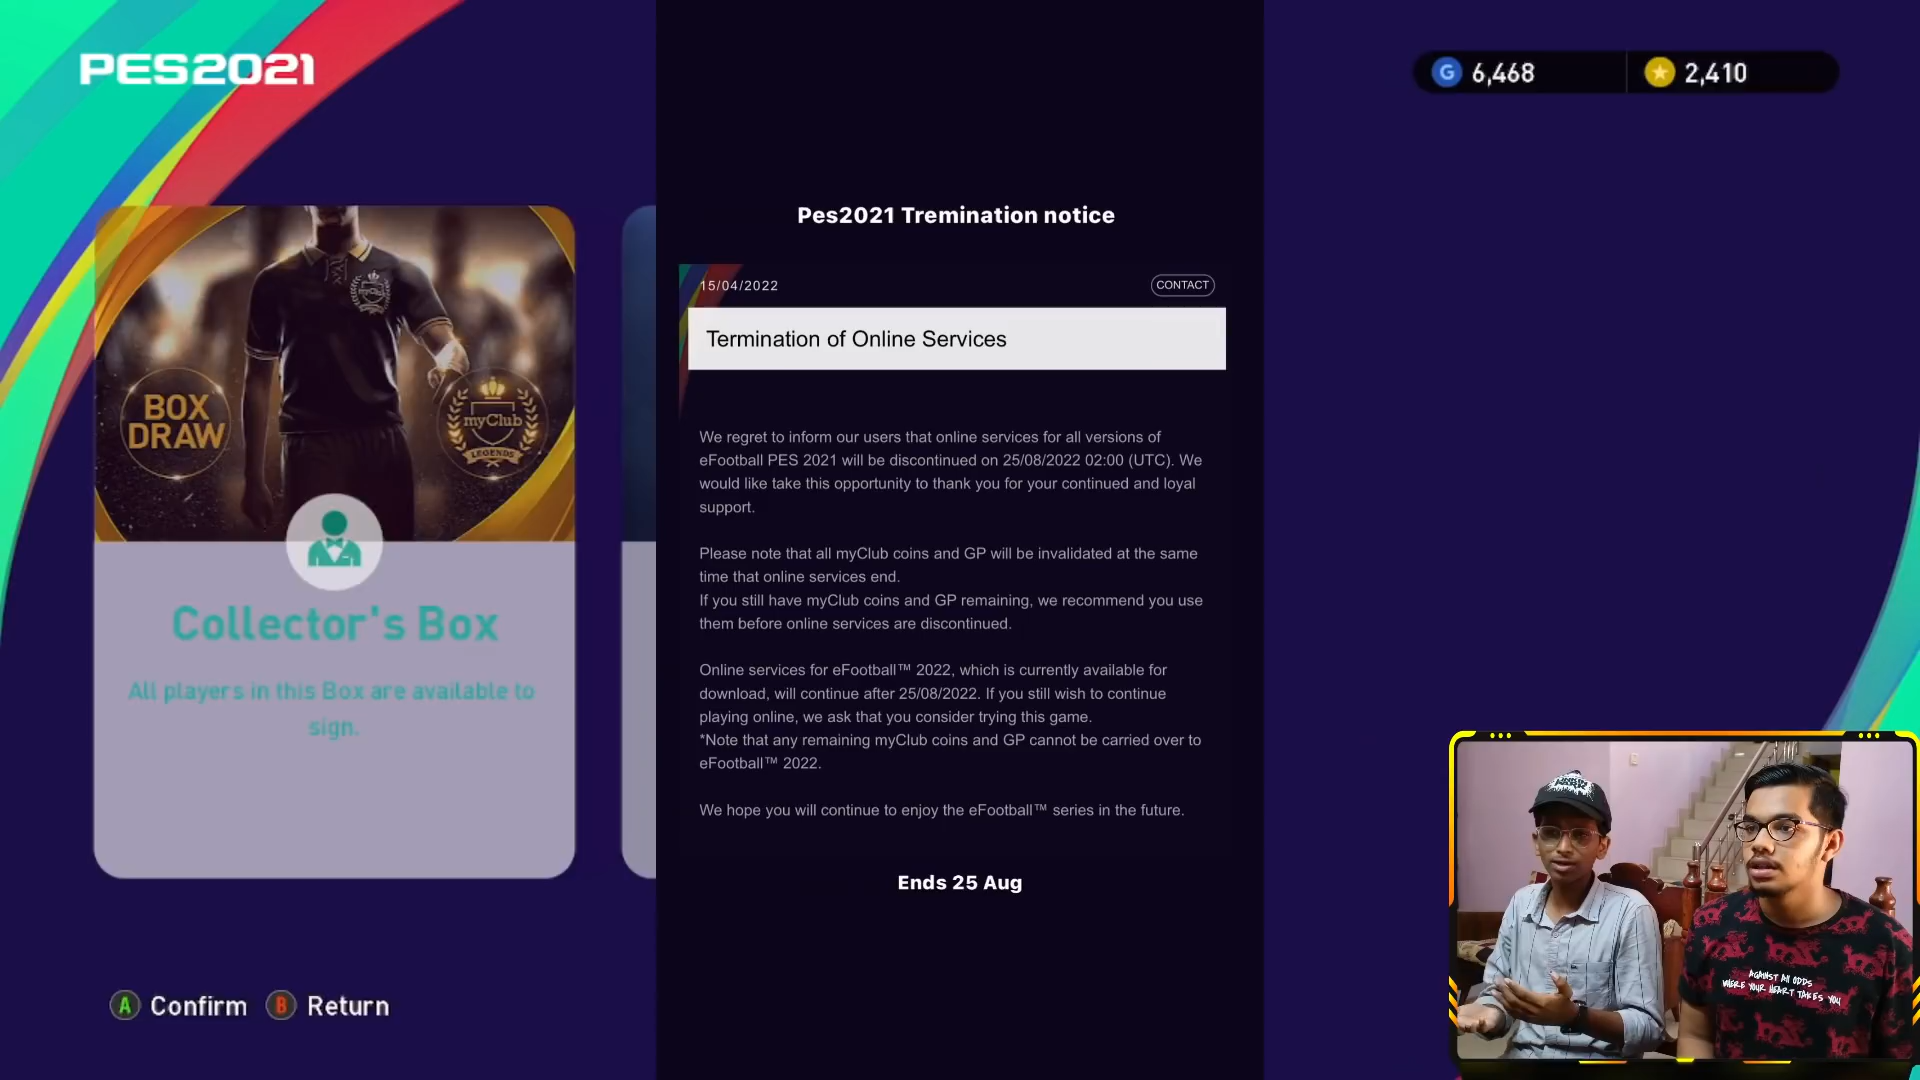 PES2021
G 6,468
2,410
Pes2021 Tremination notice
15/04/2022
CONTACT
Termination of Online Services
We regret to inform our users that online services for all versions of
eFootball PES 2021 will be discontinued on 25/08/2022 02:00 (UTC). We
would like take this opportunity to thank you for your continued and loyal
support.
Please note that all myClub coins and GP will be invalidated at the same
time that online services end.
If you still have myClub coins and GP remaining, we recommend you use
them before online services are discontinued.
Online services for eFootball™ 2022, which is currently available for
download, will continue after 25/08/2022. If you still wish to continue
playing online, we ask that you consider trying this game.
*Note that any remaining myClub coins and GP cannot be carried over to
eFootball™ 2022.
We hope you will continue to enjoy the eFootball™ series in the future.
Ends 25 Aug
BOX
DRAW
myClub
LEGENDS
Collector's Box
All players in this Box are available to
sign.
A Confirm B Return
AGAINST All ODDS
WHERE YOUR HEART TAKES YOU